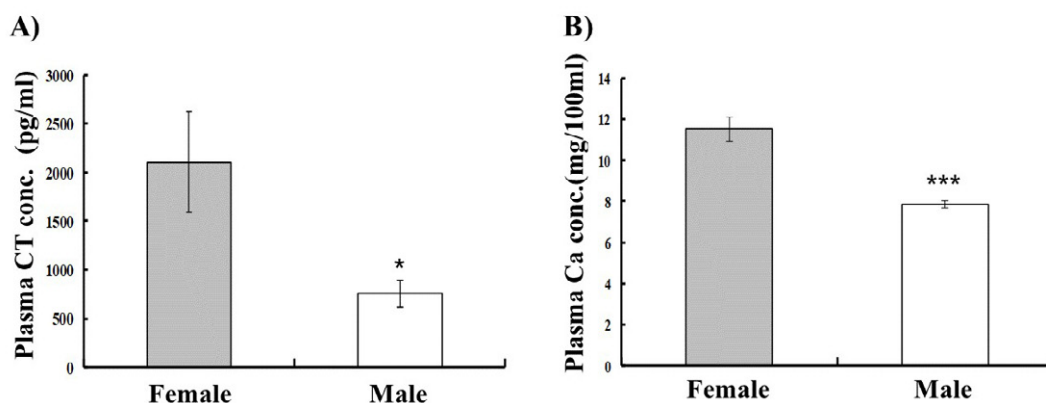 A)
Plasma CT conc. (pg/ml)
3000
2500
2000
1500
1000
500
0
*
Female
Male
B)
Plasma Ca conc.(mg/100ml)
14
12
10
8
6
4
2
0
***
Female
Male